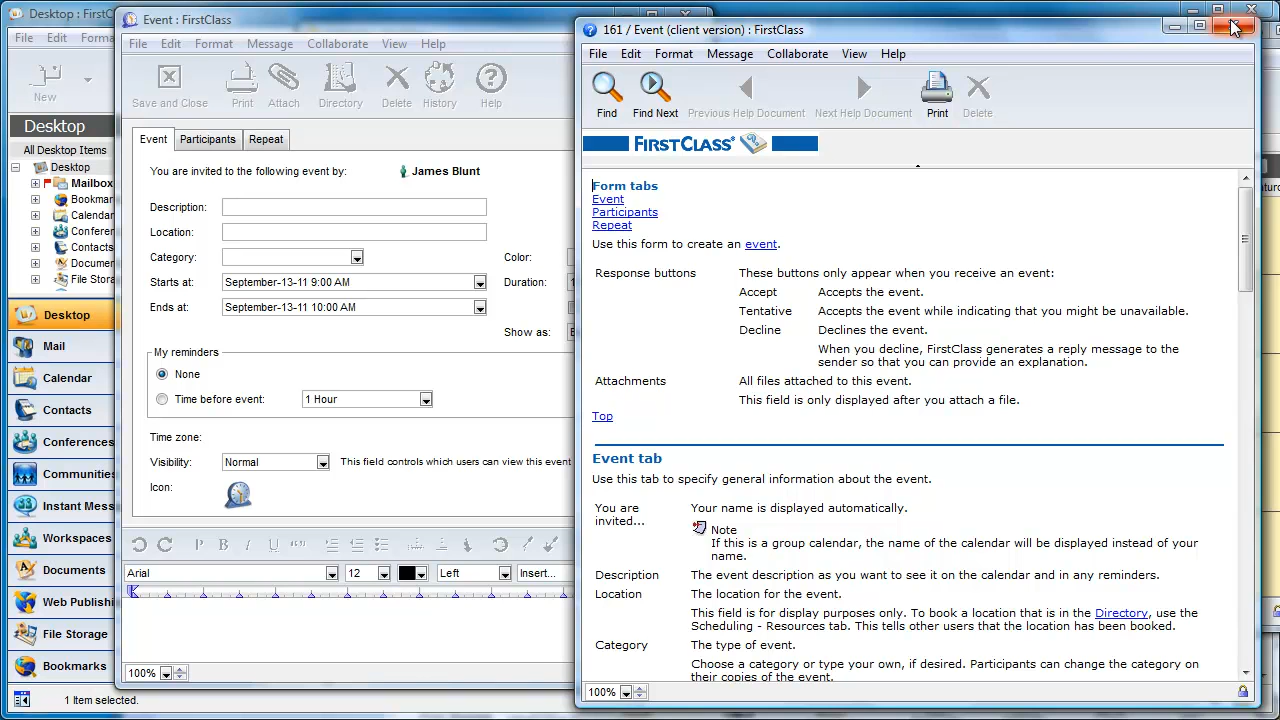 Desktop : FirstC
File Edit Forma
New
Desktop
All Desktop Items
Desktop
Mailbox
Bookmar
Calendar
Conferer
Contacts
Documer
File Stora
Desktop
Mail
Calendar
Contacts
Conferences
Communitie
Instant Mess
Workspaces
Documents
Web Publishi
File Storage
Bookmarks
1 Item selected.
Event : FirstClass
File Edit Format Message Collaborate View Help
Save and Close Print Attach Directory Delete History Help
Event Participants Repeat
You are invited to the following event by: James Blunt
Description:
Location:
Category: Color:
Starts at: September-13-11 9:00 AM Duration:
Ends at: September-13-11 10:00 AM
Show as:
My reminders
None
Time before event: 1 Hour
Time zone:
Visibility: Normal This field controls which users can view this event
Icon:
P B I U
Arial 12 Left Insert...
100%
161 / Event (client version) : FirstClass
File Edit Format Message Collaborate View Help
Find Find Next Previous Help Document Next Help Document Print Delete
FIRSTCLASS®
Form tabs
Event
Participants
Repeat
Use this form to create an event.
Response buttons These buttons only appear when you receive an event:
Accept Accepts the event.
Tentative Accepts the event while indicating that you might be unavailable.
Decline Declines the event.
When you decline, FirstClass generates a reply message to the
sender so that you can provide an explanation.
Attachments All files attached to this event.
This field is only displayed after you attach a file.
Top
Event tab
Use this tab to specify general information about the event.
You are invited... Your name is displayed automatically.
Note
If this is a group calendar, the name of the calendar will be displayed instead of your
name.
Description The event description as you want to see it on the calendar and in any reminders.
Location The location for the event.
This field is for display purposes only. To book a location that is in the Directory, use the
Scheduling - Resources tab. This tells other users that the location has been booked.
Category The type of event.
Choose a category or type your own, if desired. Participants can change the category on
their copies of the event.
100%